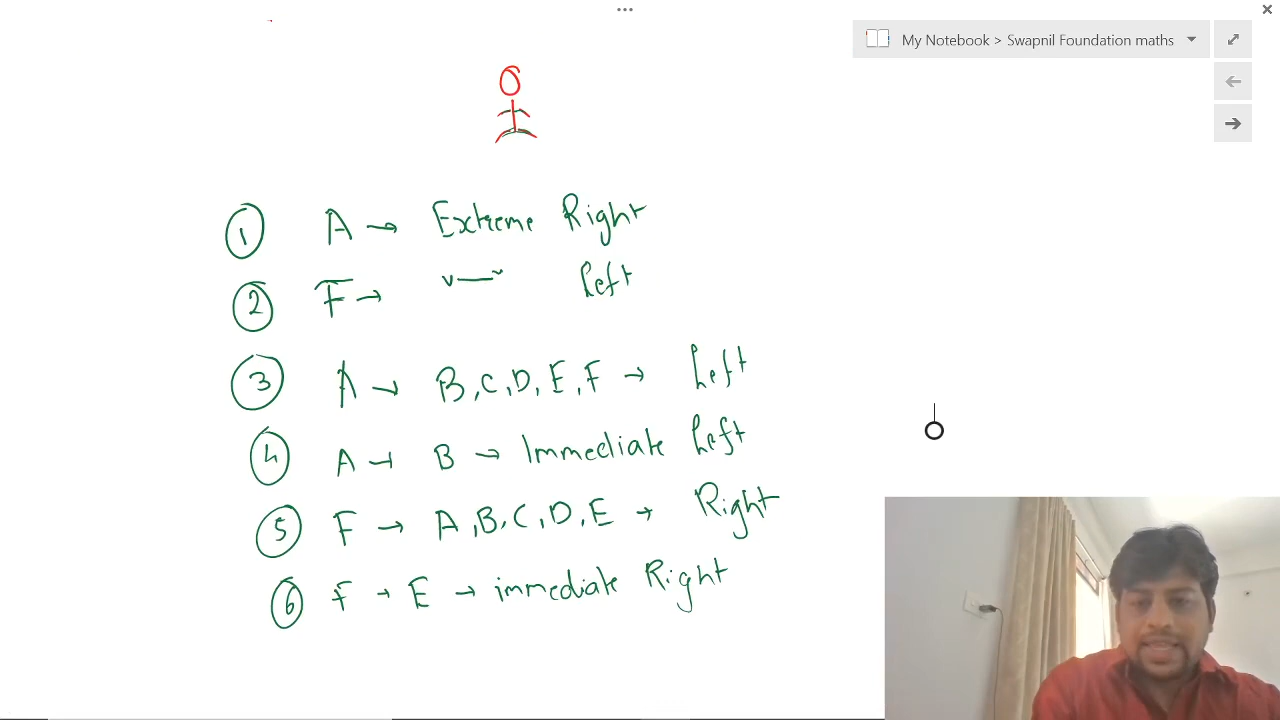 My Notebook > Swapnil Foundation maths
1 A → Extreme Right
2 F → Left
3 A → B, C, D, E, F → Left
4 A → B → Immediate Left
5 F → A, B, C, D, E → Right
6 F → E → immediate Right